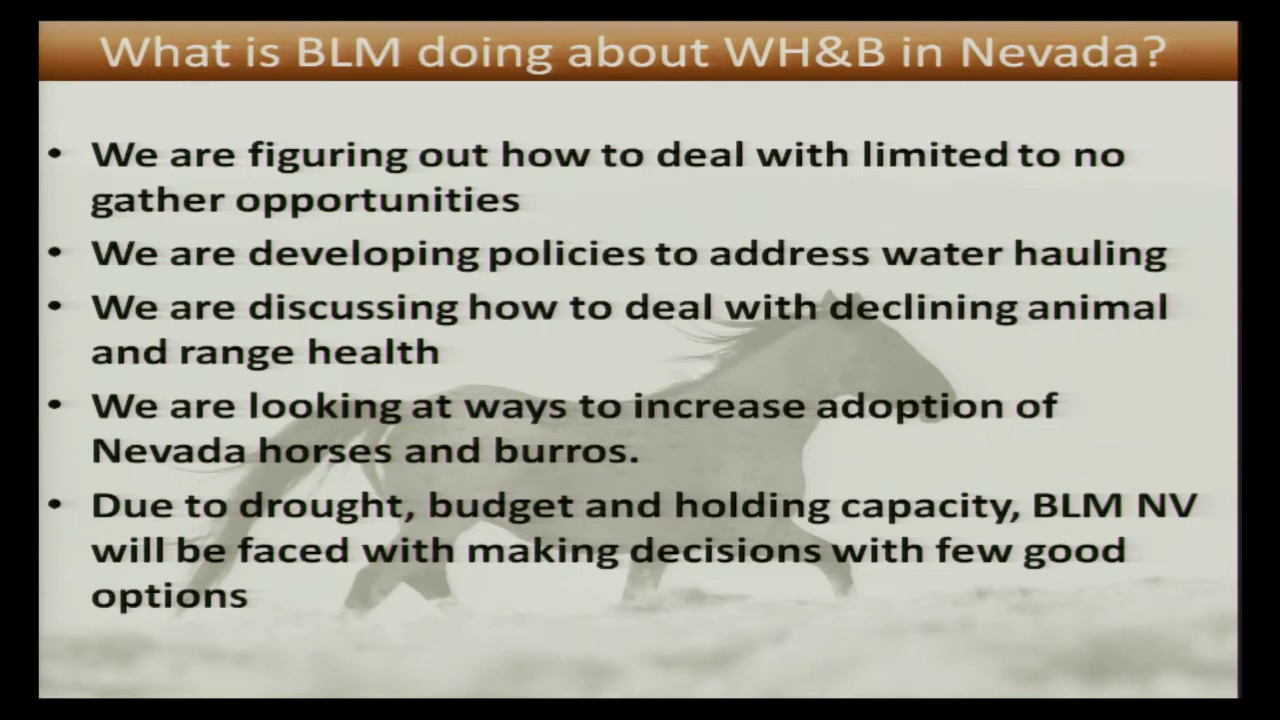 What is BLM doing about WH&B in Nevada?
• We are figuring out how to deal with limited to no
gather opportunities
• We are developing policies to address water hauling
• We are discussing how to deal with declining animal
and range health
• We are looking at ways to increase adoption of
Nevada horses and burros.
• Due to drought, budget and holding capacity, BLM NV
will be faced with making decisions with few good
options